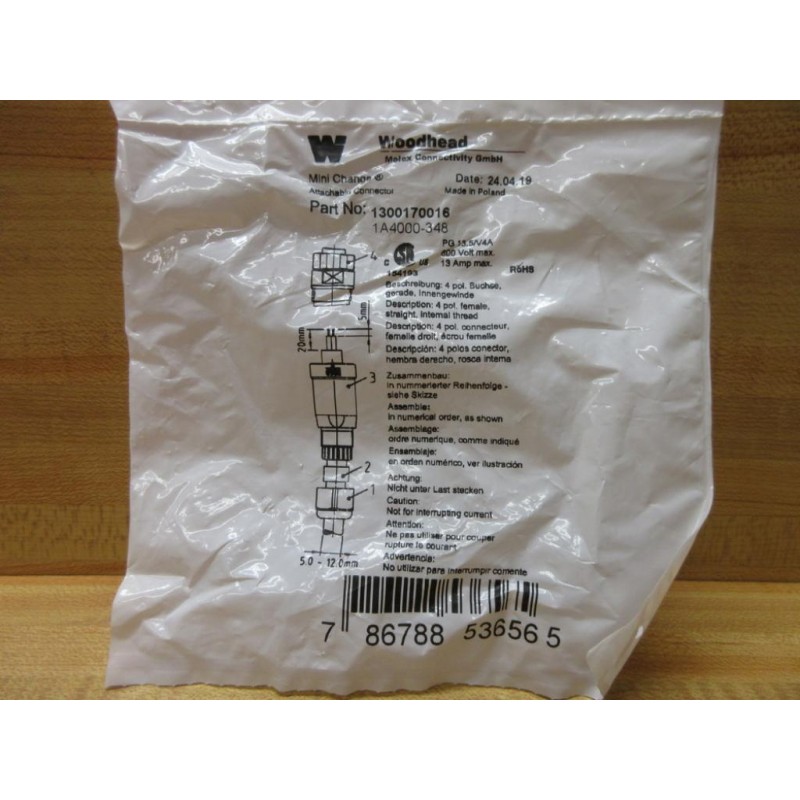 W Woodhead
Molex Connectivity GmbH
Mini Change ® Date: 24.04.19
Attachable Connector Made in Poland
Part No: 1300170016
1A4000-348
PG 13.5/V4A
C SA US 600 Volt max.
13 Amp max. RoHS
Beschreibung: 4 pol. Buchse,
gerade, Innengewinde
Description: 4 pol. female,
straight, internal thread
Description: 4 pol. connecteur,
femelle droit, écrou femelle
Descripción: 4 polos conector,
hembra derecho, rosca interna
Zusammenbau:
in nummerierter Reihenfolge -
siehe Skizze
Assemble:
in numerical order, as shown
Assemblage:
ordre numerique, comme indiqué
Ensamblaje:
en orden numérico, ver ilustración
Achtung:
Nicht unter Last stecken
Caution:
Not for interrupting current
Attention:
Ne pas utiliser pour couper
rupture le courant
Advertencia:
No utilizar para interrumpir corriente
4
5mm
20mm
3
2
1
5.0 - 12.0mm
7 86788 53656 5